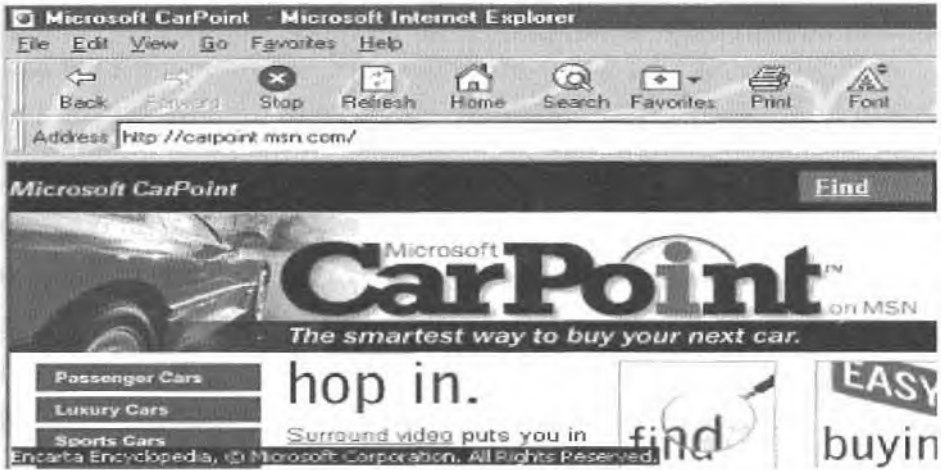 Microsoft CarPoint - Microsoft Internet Explorer
File Edit View Go Favorites Help
Back Forward Stop Refresh Home Search Favorites Print Font
Address http://carpoint.msn.com/
Microsoft CarPoint Find
Microsoft
CarPoint™
on MSN
The smartest way to buy your next car.
Passenger Cars
Luxury Cars
Sports Cars
hop in.
Surround video puts you in
find
EASY
buyin
Encarta Encyclopedia, © Microsoft Corporation. All Rights Reserved.